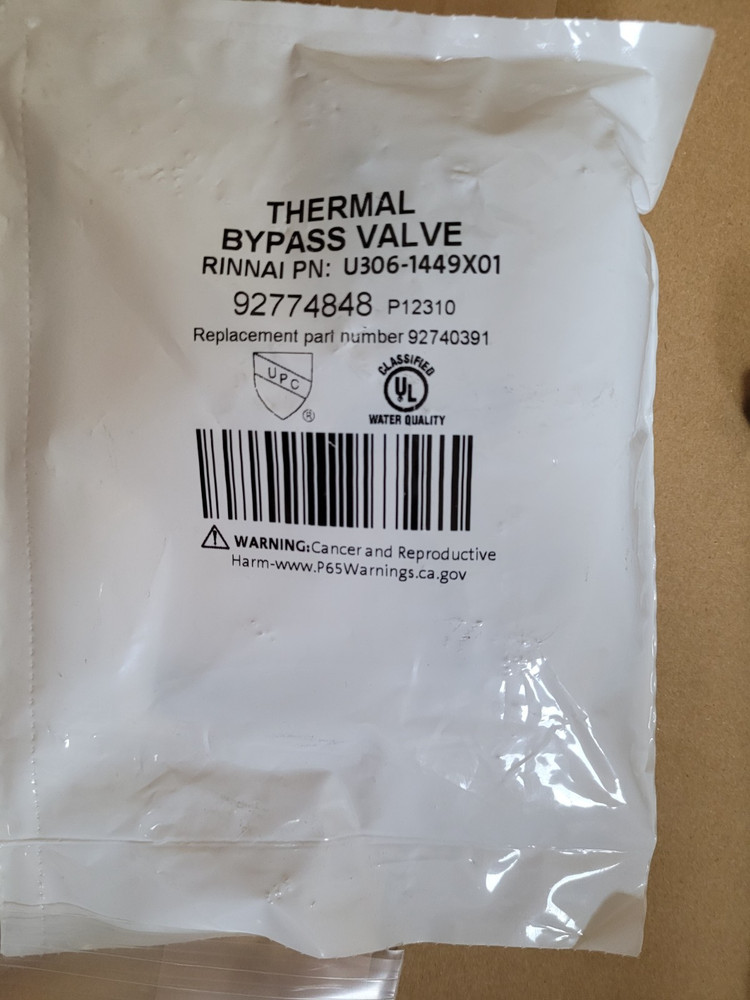 THERMAL
BYPASS VALVE
RINNAI PN: U306-1449X01
92774848 P12310
Replacement part number 92740391
UPC
®
CLASSIFIED
UL
WATER QUALITY
WARNING:Cancer and Reproductive
Harm-www.P65Warnings.ca.gov